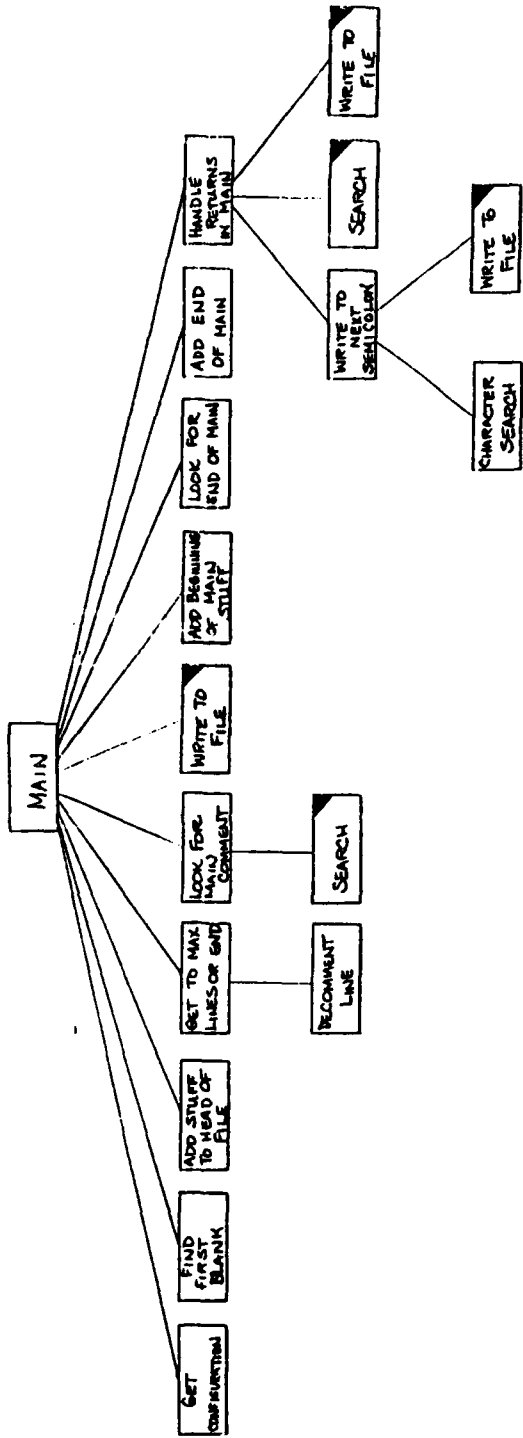 MAIN
GET
CONFIGURATION
FIND
FIRST
BLANK
ADD STUFF
TO HEAD OF
FILE
GET TO MAX
LINES OR END
LOOK FOR
MAIN
COMMENT
WRITE TO
FILE
ADD BEGINNING
OF MAIN
STUFF
LOOK FOR
END OF MAIN
ADD END
OF MAIN
HANDLE
RETURNS
IN MAIN
DECOMMENT
LINE
SEARCH
WRITE TO
NEXT
SEMICOLON
SEARCH
WRITE TO
FILE
CHARACTER
SEARCH
WRITE TO
FILE